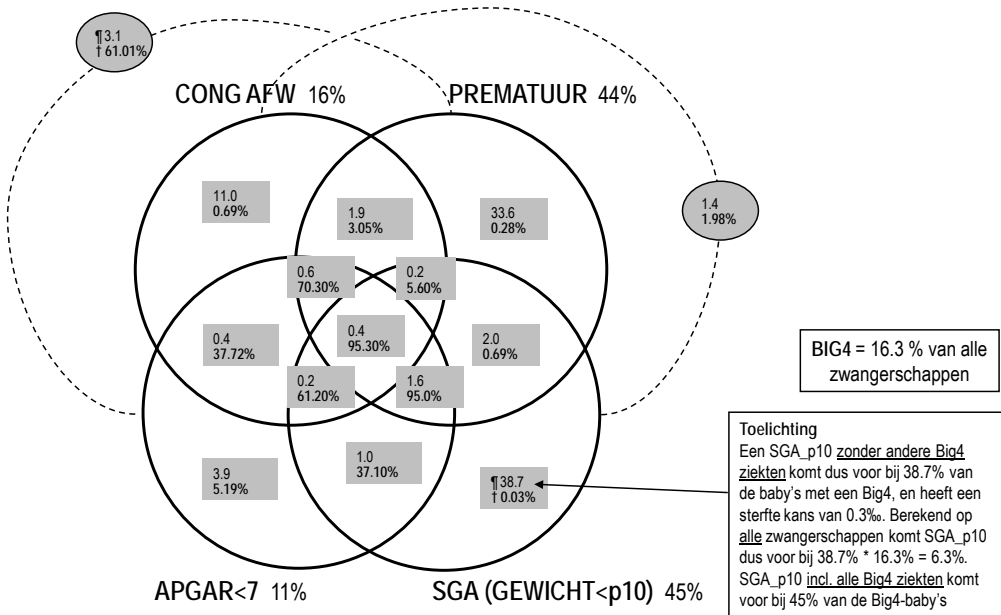 ¶3.1
† 61.01%
CONG AFW 16%
PREMATUUR 44%
11.0
0.69%
1.9
3.05%
33.6
0.28%
1.4
1.98%
0.6
70.30%
0.2
5.60%
0.4
37.72%
0.4
95.30%
2.0
0.69%
0.2
61.20%
1.6
95.0%
3.9
5.19%
1.0
37.10%
¶38.7
† 0.03%
APGAR<7 11%
SGA (GEWICHT<p10) 45%
BIG4 = 16.3 % van alle
zwangerschappen
Toelichting
Een SGA_p10 zonder andere Big4
ziekten komt dus voor bij 38.7% van
de baby's met een Big4, en heeft een
sterfte kans van 0.3‰. Berekend op
alle zwangerschappen komt SGA_p10
dus voor bij 38.7% * 16.3% = 6.3%.
SGA_p10 incl. alle Big4 ziekten komt
voor bij 45% van de Big4-baby's